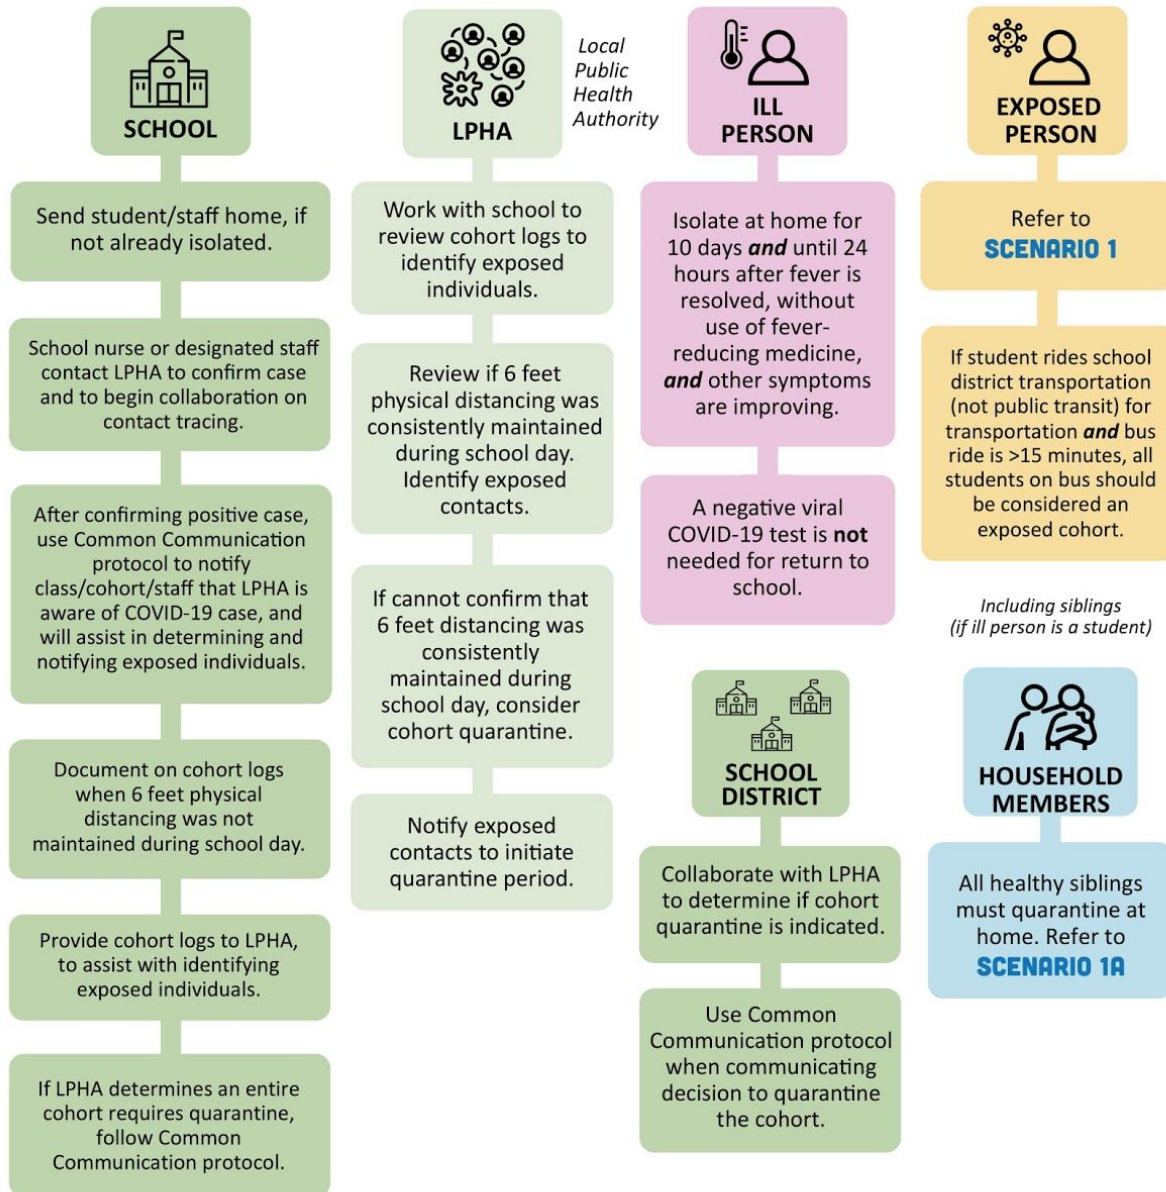 SCHOOL
Send student/staff home, if
not already isolated.
School nurse or designated staff
contact LPHA to confirm case
and to begin collaboration on
contact tracing.
After confirming positive case,
use Common Communication
protocol to notify
class/cohort/staff that LPHA is
aware of COVID-19 case, and
will assist in determining and
notifying exposed individuals.
Document on cohort logs
when 6 feet physical
distancing was not
maintained during school day.
Provide cohort logs to LPHA,
to assist with identifying
exposed individuals.
If LPHA determines an entire
cohort requires quarantine,
follow Common
Communication protocol.
LPHA
Local
Public
Health
Authority
Work with school to
review cohort logs to
identify exposed
individuals.
Review if 6 feet
physical distancing was
consistently maintained
during school day.
Identify exposed
contacts.
If cannot confirm that
6 feet distancing was
consistently
maintained during
school day, consider
cohort quarantine.
Notify exposed
contacts to initiate
quarantine period.
ILL
PERSON
Isolate at home for
10 days and until 24
hours after fever is
resolved, without
use of fever-
reducing medicine,
and other symptoms
are improving.
A negative viral
COVID-19 test is not
needed for return to
school.
SCHOOL
DISTRICT
Collaborate with LPHA
to determine if cohort
quarantine is indicated.
Use Common
Communication protocol
when communicating
decision to quarantine
the cohort.
EXPOSED
PERSON
Refer to
SCENARIO 1
If student rides school
district transportation
(not public transit) for
transportation and bus
ride is >15 minutes, all
students on bus should
be considered an
exposed cohort.
Including siblings
(if ill person is a student)
HOUSEHOLD
MEMBERS
All healthy siblings
must quarantine at
home. Refer to
SCENARIO 1A